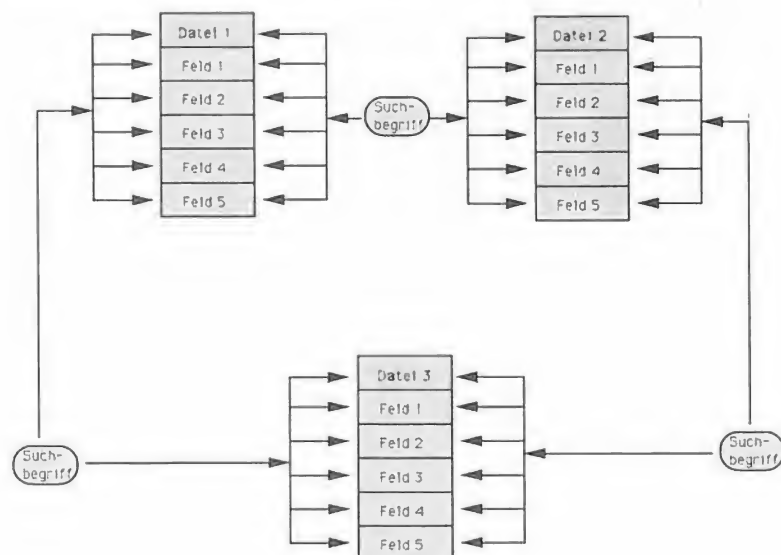 Datei 1
Feld 1
Feld 2
Feld 3
Feld 4
Feld 5
Such-
begriff
Datei 2
Feld 1
Feld 2
Feld 3
Feld 4
Feld 5
Datei 3
Feld 1
Feld 2
Feld 3
Feld 4
Feld 5
Such-
begriff
Such-
begriff